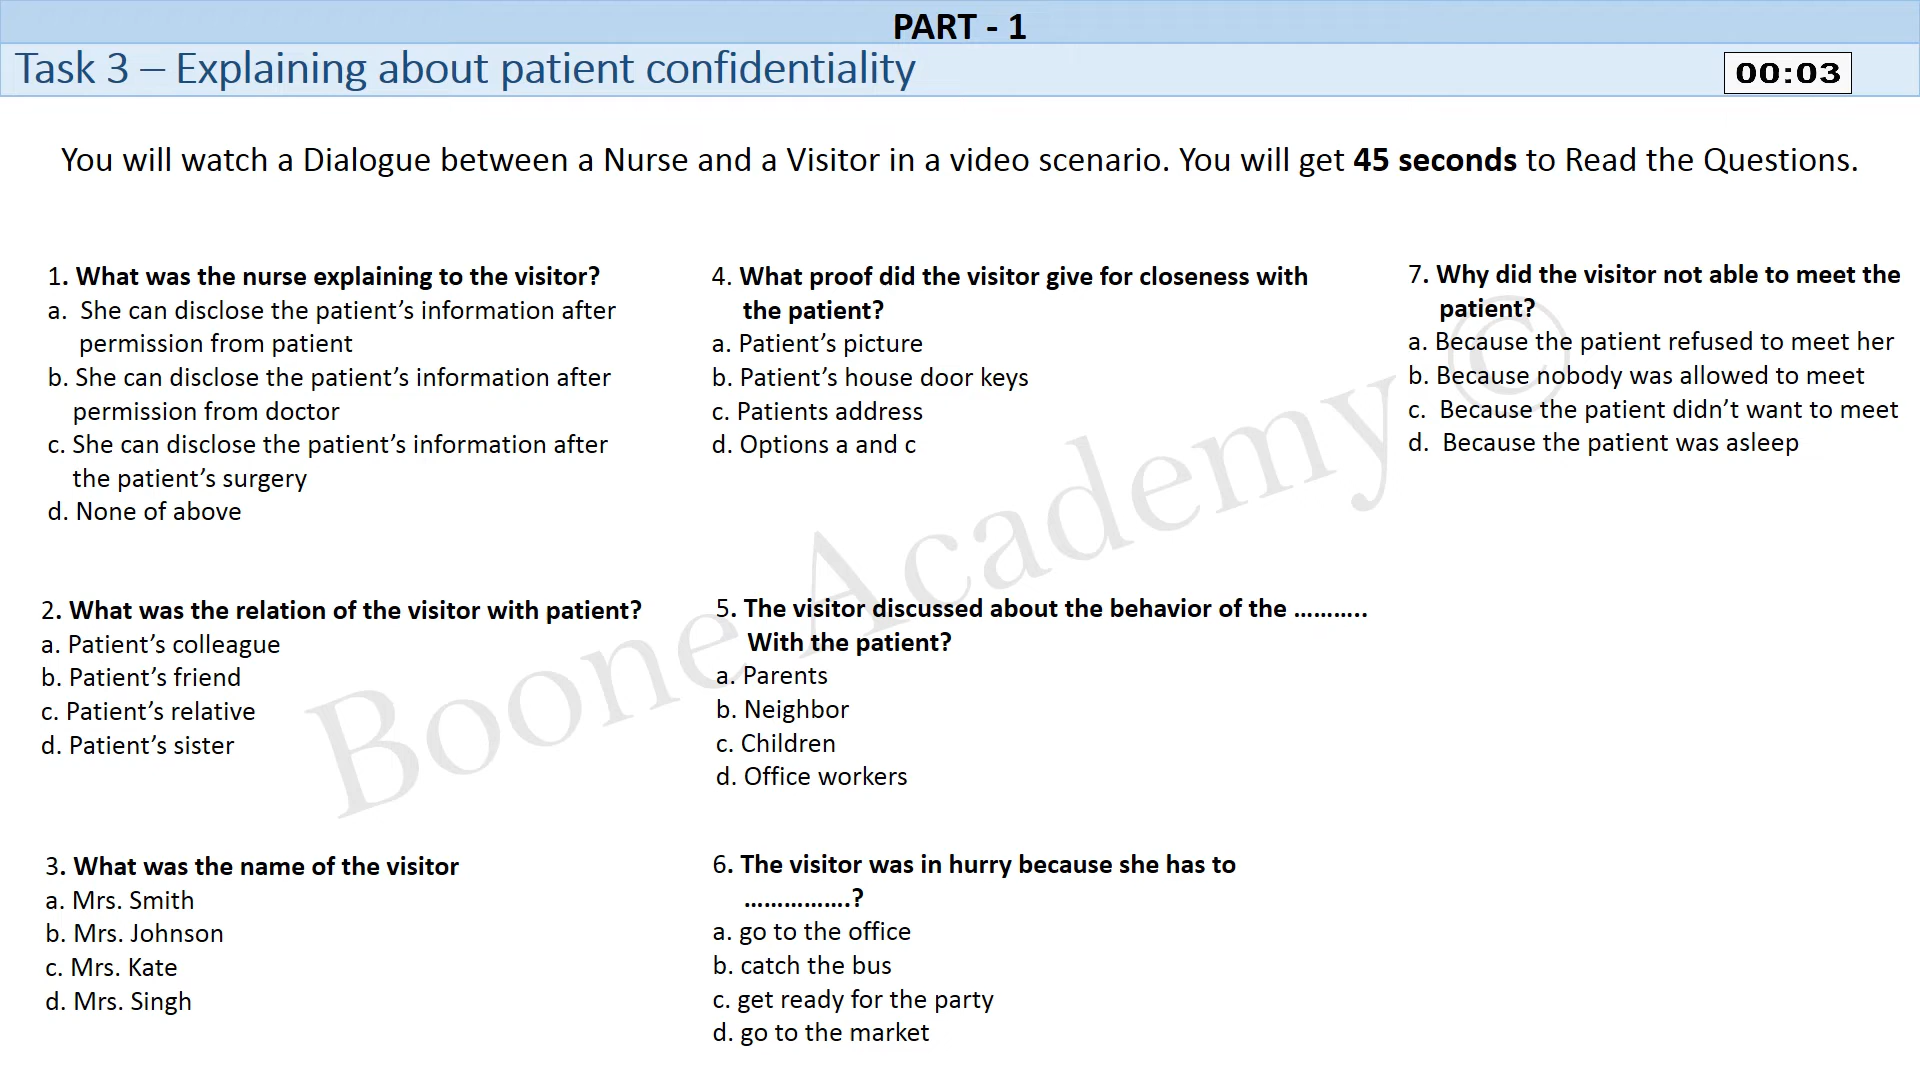 PART - 1
Task 3 – Explaining about patient confidentiality
00:03
You will watch a Dialogue between a Nurse and a Visitor in a video scenario. You will get 45 seconds to Read the Questions.
1. What was the nurse explaining to the visitor?
a. She can disclose the patient’s information after
permission from patient
b. She can disclose the patient’s information after
permission from doctor
c. She can disclose the patient’s information after
the patient’s surgery
d. None of above
2. What was the relation of the visitor with patient?
a. Patient’s colleague
b. Patient’s friend
c. Patient’s relative
d. Patient’s sister
3. What was the name of the visitor
a. Mrs. Smith
b. Mrs. Johnson
c. Mrs. Kate
d. Mrs. Singh
4. What proof did the visitor give for closeness with
the patient?
a. Patient’s picture
b. Patient’s house door keys
c. Patients address
d. Options a and c
5. The visitor discussed about the behavior of the ………..
With the patient?
a. Parents
b. Neighbor
c. Children
d. Office workers
6. The visitor was in hurry because she has to
…………….?
a. go to the office
b. catch the bus
c. get ready for the party
d. go to the market
7. Why did the visitor not able to meet the
patient?
a. Because the patient refused to meet her
b. Because nobody was allowed to meet
c. Because the patient didn’t want to meet
d. Because the patient was asleep
Boone Academy ©